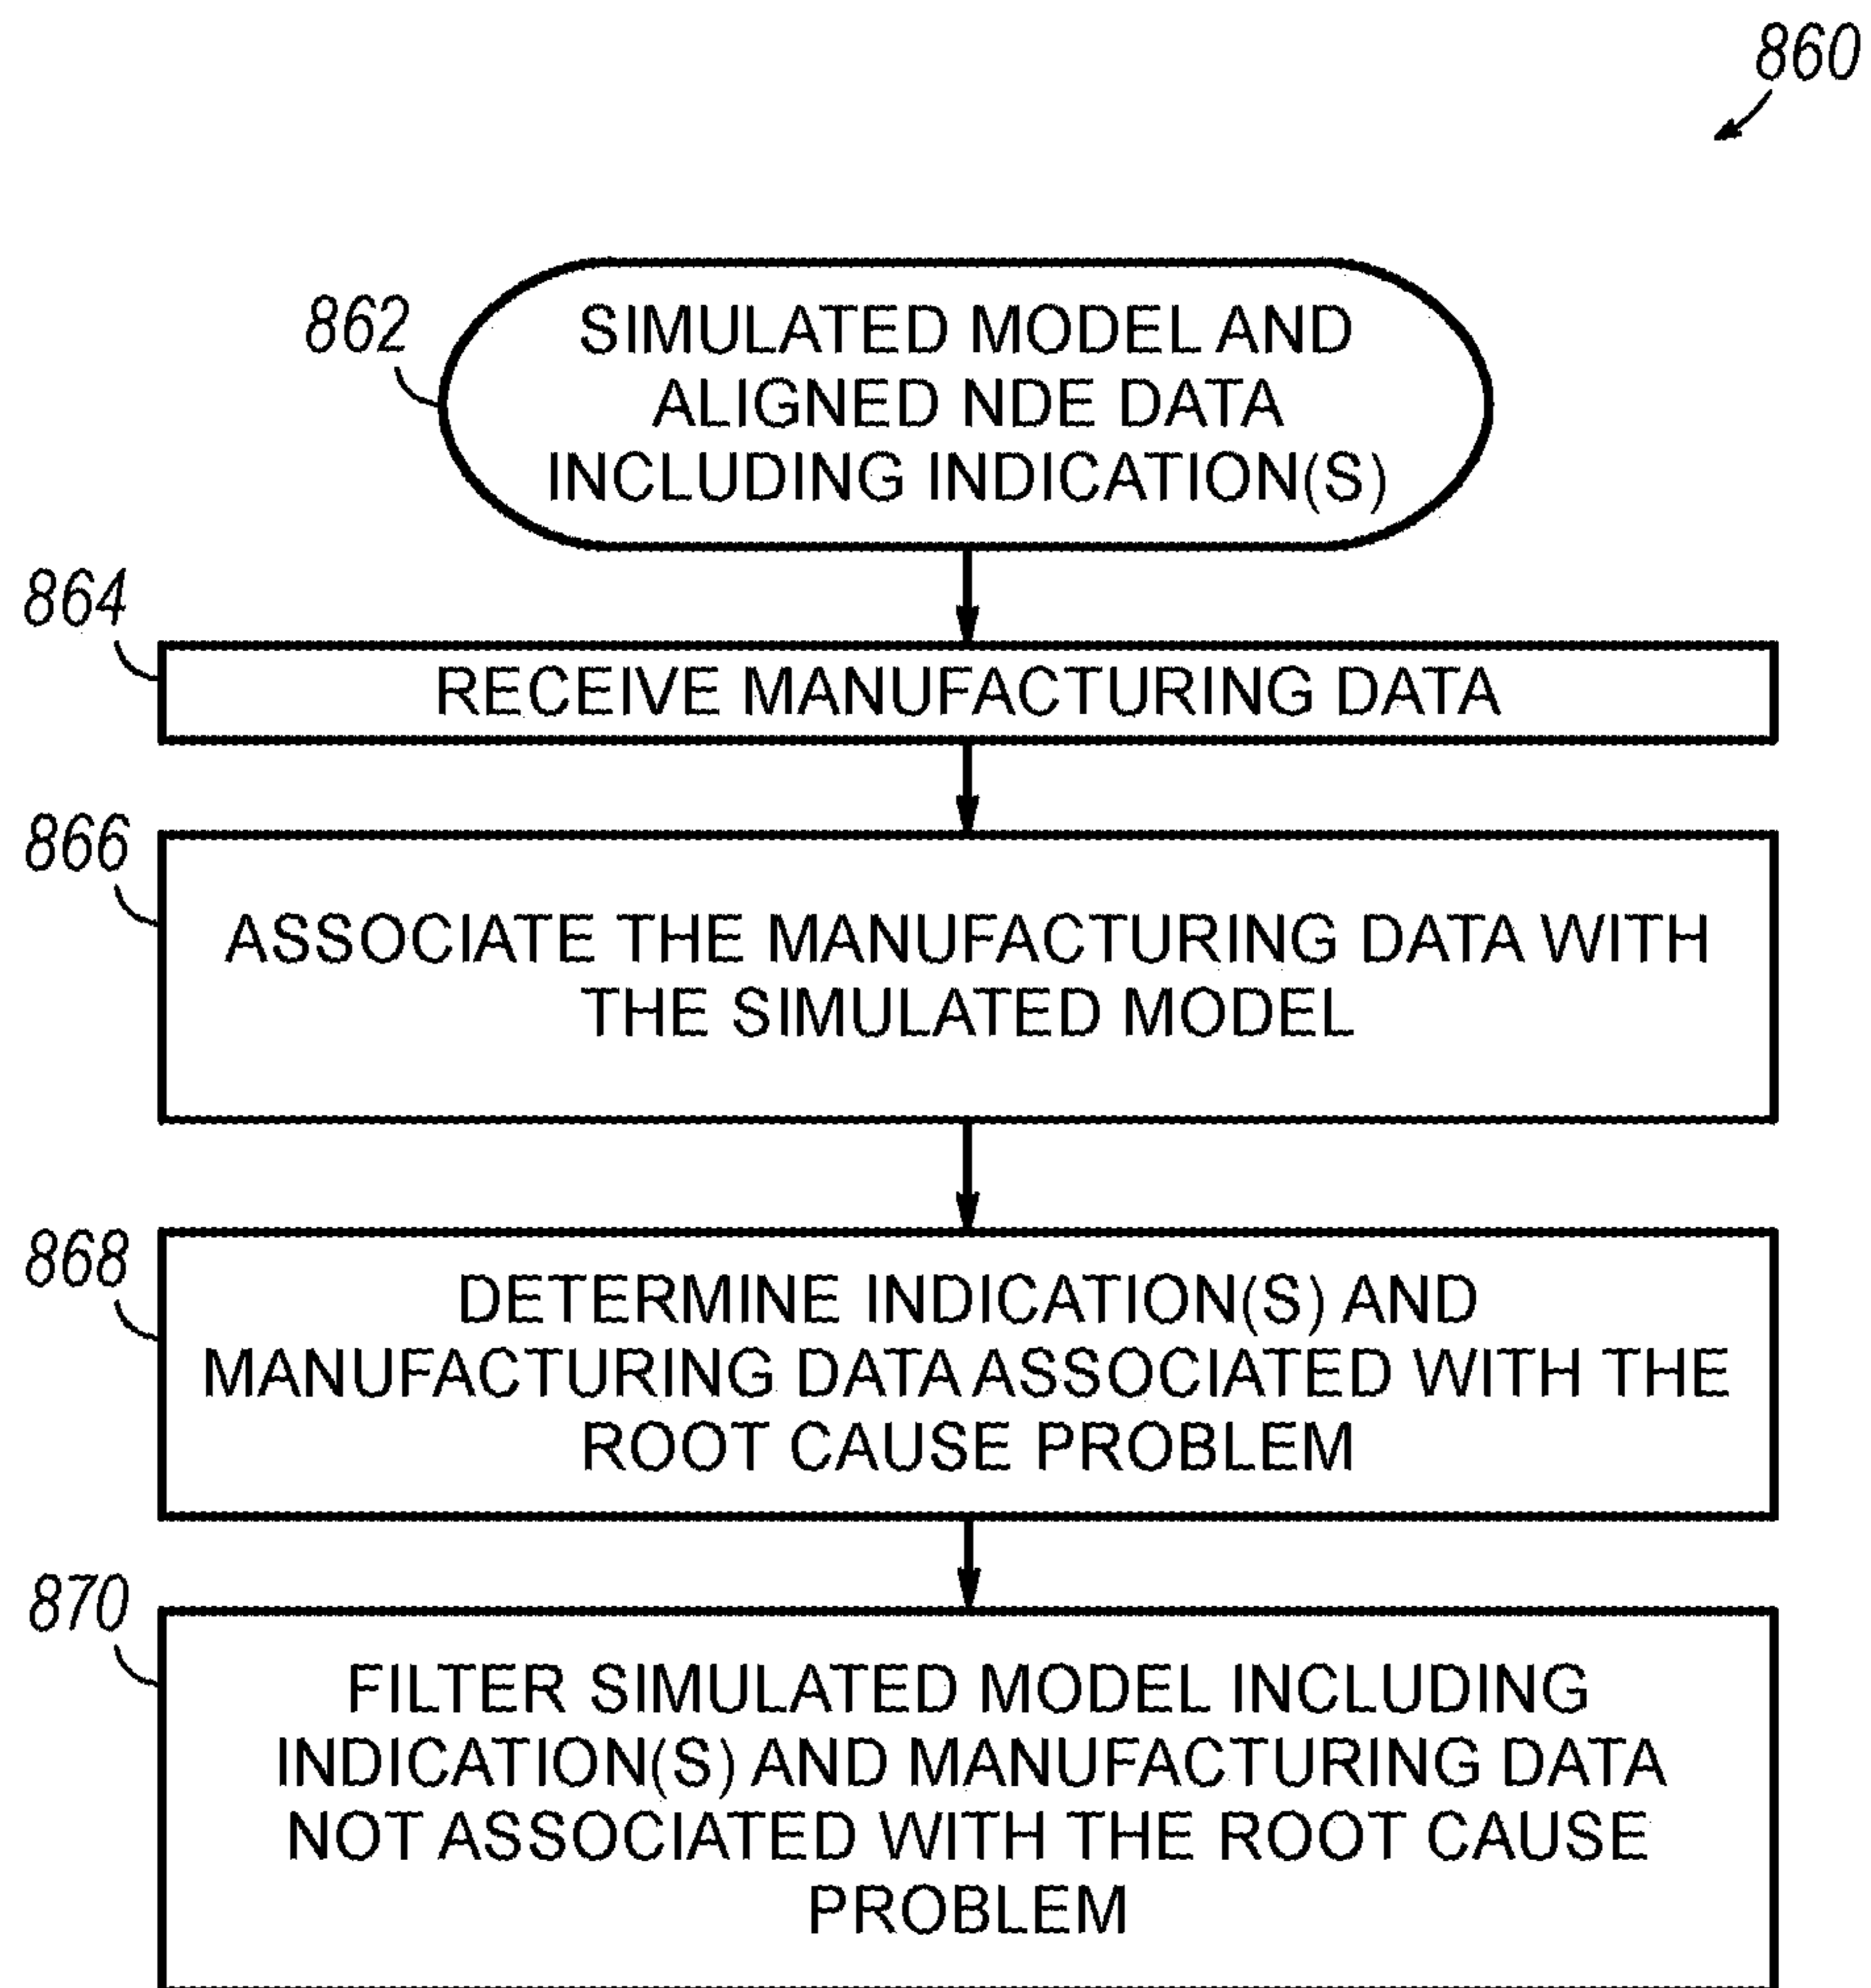 860
862
SIMULATED MODEL AND
ALIGNED NDE DATA
INCLUDING INDICATION(S)
864
RECEIVE MANUFACTURING DATA
866
ASSOCIATE THE MANUFACTURING DATA WITH
THE SIMULATED MODEL
868
DETERMINE INDICATION(S) AND
MANUFACTURING DATA ASSOCIATED WITH THE
ROOT CAUSE PROBLEM
870
FILTER SIMULATED MODEL INCLUDING
INDICATION(S) AND MANUFACTURING DATA
NOT ASSOCIATED WITH THE ROOT CAUSE
PROBLEM